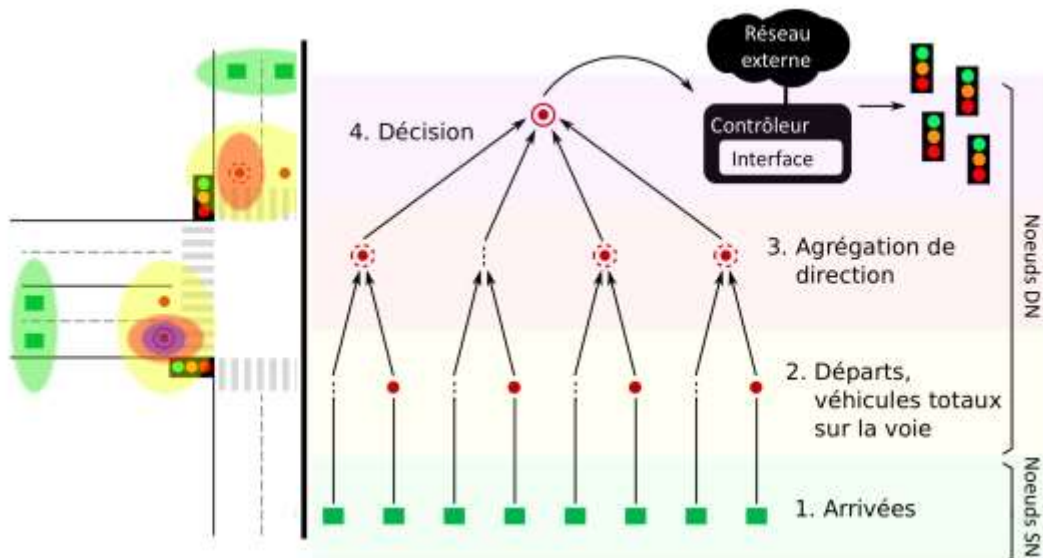 Réseau
externe
4. Décision
Contrôleur
Interface
3. Agrégation de
direction
Noeuds DN
2. Départs,
véhicules totaux
sur la voie
1. Arrivées
Noeuds SN